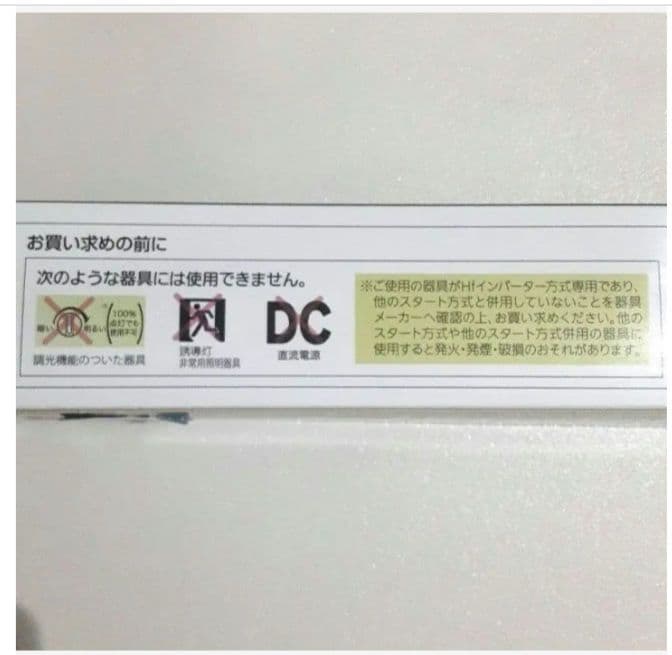 お買い求めの前に
次のような器具には使用できません。
暗い 明るい (100%点灯でも使用不可)
調光機能のついた器具
誘導灯
非常用照明器具
DC
直流電源
※ご使用の器具がHfインバーター方式専用であり、
他のスタート方式と併用していないことを器具
メーカーへ確認の上、お買い求めください。他の
スタート方式や他のスタート方式併用の器具に
使用すると発火・発煙・破損のおそれがあります。